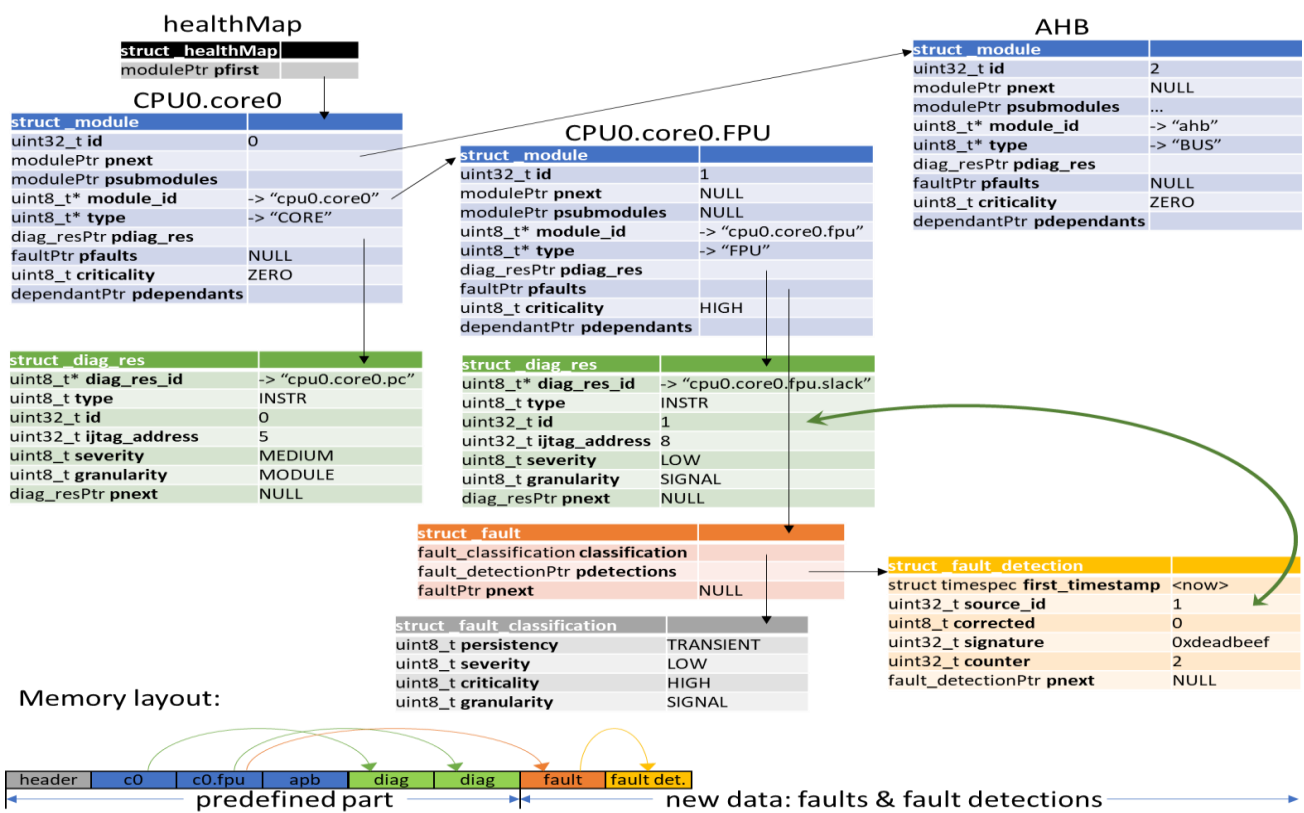 healthMap
struct _healthMap
modulePtr pfirst
CPU0.core0
struct _module
uint32_t id 0
modulePtr pnext
modulePtr psubmodules
uint8_t* module_id -> “cpu0.core0”
uint8_t* type -> “CORE”
diag_resPtr pdiag_res
faultPtr pfaults NULL
uint8_t criticality ZERO
dependantPtr pdependants
CPU0.core0.FPU
struct _module
uint32_t id 1
modulePtr pnext NULL
modulePtr psubmodules NULL
uint8_t* module_id -> “cpu0.core0.fpu”
uint8_t* type -> “FPU”
diag_resPtr pdiag_res
faultPtr pfaults
uint8_t criticality HIGH
dependantPtr pdependants
AHB
struct _module
uint32_t id 2
modulePtr pnext NULL
modulePtr psubmodules ...
uint8_t* module_id -> “ahb”
uint8_t* type -> “BUS”
diag_resPtr pdiag_res
faultPtr pfaults NULL
uint8_t criticality ZERO
dependantPtr pdependants
struct _diag_res
uint8_t* diag_res_id -> “cpu0.core0.pc”
uint8_t type INSTR
uint32_t id 0
uint32_t ijtag_address 5
uint8_t severity MEDIUM
uint8_t granularity MODULE
diag_resPtr pnext NULL
struct _diag_res
uint8_t* diag_res_id -> “cpu0.core0.fpu.slack”
uint8_t type INSTR
uint32_t id 1
uint32_t ijtag_address 8
uint8_t severity LOW
uint8_t granularity SIGNAL
diag_resPtr pnext NULL
struct _fault
fault_classification classification
fault_detectionPtr pdetections
faultPtr pnext NULL
struct _fault_detection
struct timespec first_timestamp <now>
uint32_t source_id 1
uint8_t corrected 0
uint32_t signature 0xdeadbeef
uint32_t counter 2
fault_detectionPtr pnext NULL
struct _fault_classification
uint8_t persistency TRANSIENT
uint8_t severity LOW
uint8_t criticality HIGH
uint8_t granularity SIGNAL
Memory layout:
header c0 c0.fpu apb diag diag fault fault det.
predefined part new data: faults & fault detections